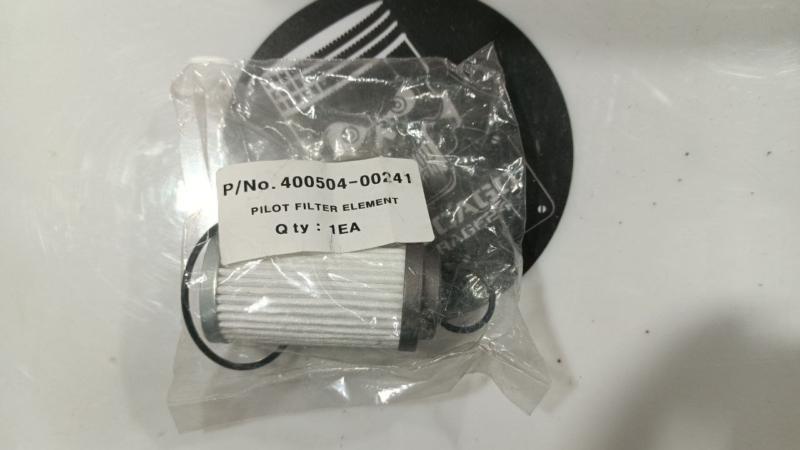 P/No. 400504-00241
PILOT FILTER ELEMENT
Q ty : 1EA